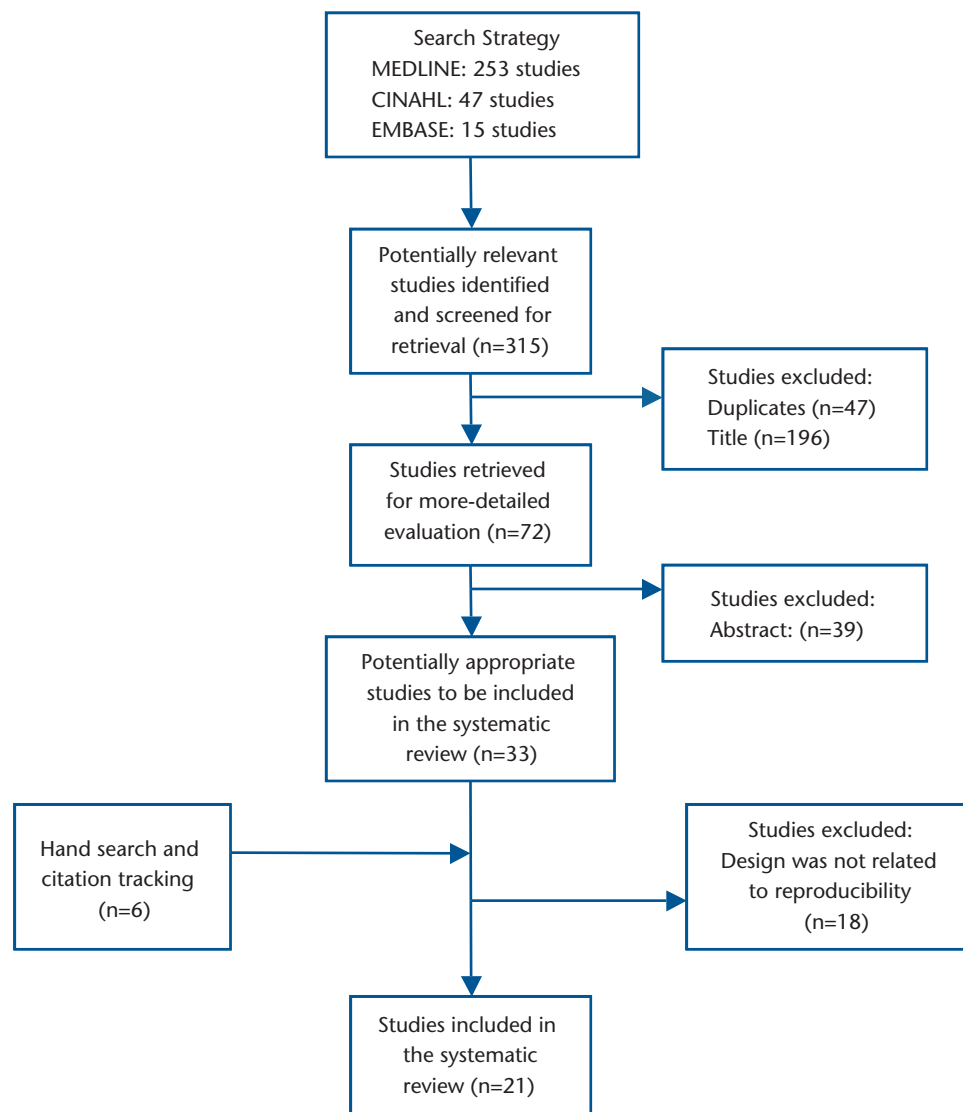 Search Strategy
MEDLINE: 253 studies
CINAHL: 47 studies
EMBASE: 15 studies
Potentially relevant
studies identified
and screened for
retrieval (n=315)
Studies excluded:
Duplicates (n=47)
Title (n=196)
Studies retrieved
for more-detailed
evaluation (n=72)
Studies excluded:
Abstract: (n=39)
Potentially appropriate
studies to be included
in the systematic
review (n=33)
Hand search and
citation tracking
(n=6)
Studies excluded:
Design was not related
to reproducibility
(n=18)
Studies included in
the systematic
review (n=21)